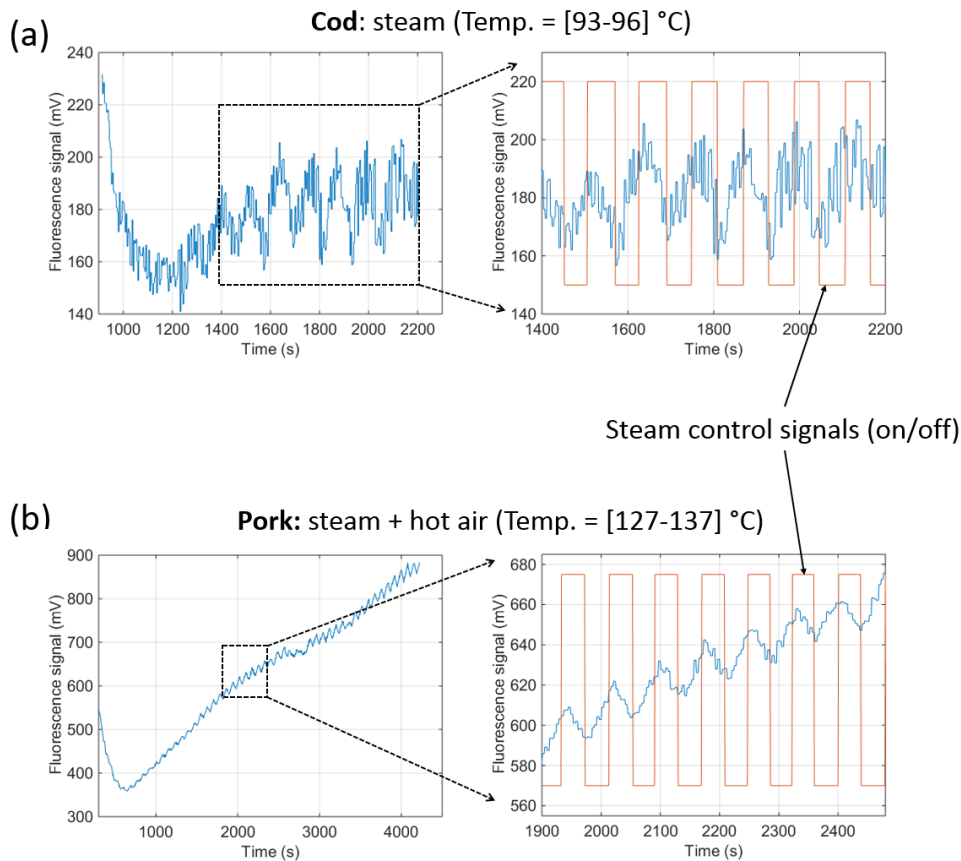 (a)
Cod: steam (Temp. = [93-96] °C)
240
220
200
180
160
140
Fluorescence signal (mV)
1000 1200 1400 1600 1800 2000 2200
Time (s)
220
200
180
160
140
Fluorescence signal (mV)
1400 1600 1800 2000 2200
Time (s)
Steam control signals (on/off)
(b)
Pork: steam + hot air (Temp. = [127-137] °C)
900
800
700
600
500
400
300
Fluorescence signal (mV)
1000 2000 3000 4000
Time (s)
680
660
640
620
600
580
560
Fluorescence signal (mV)
1900 2000 2100 2200 2300 2400
Time (s)